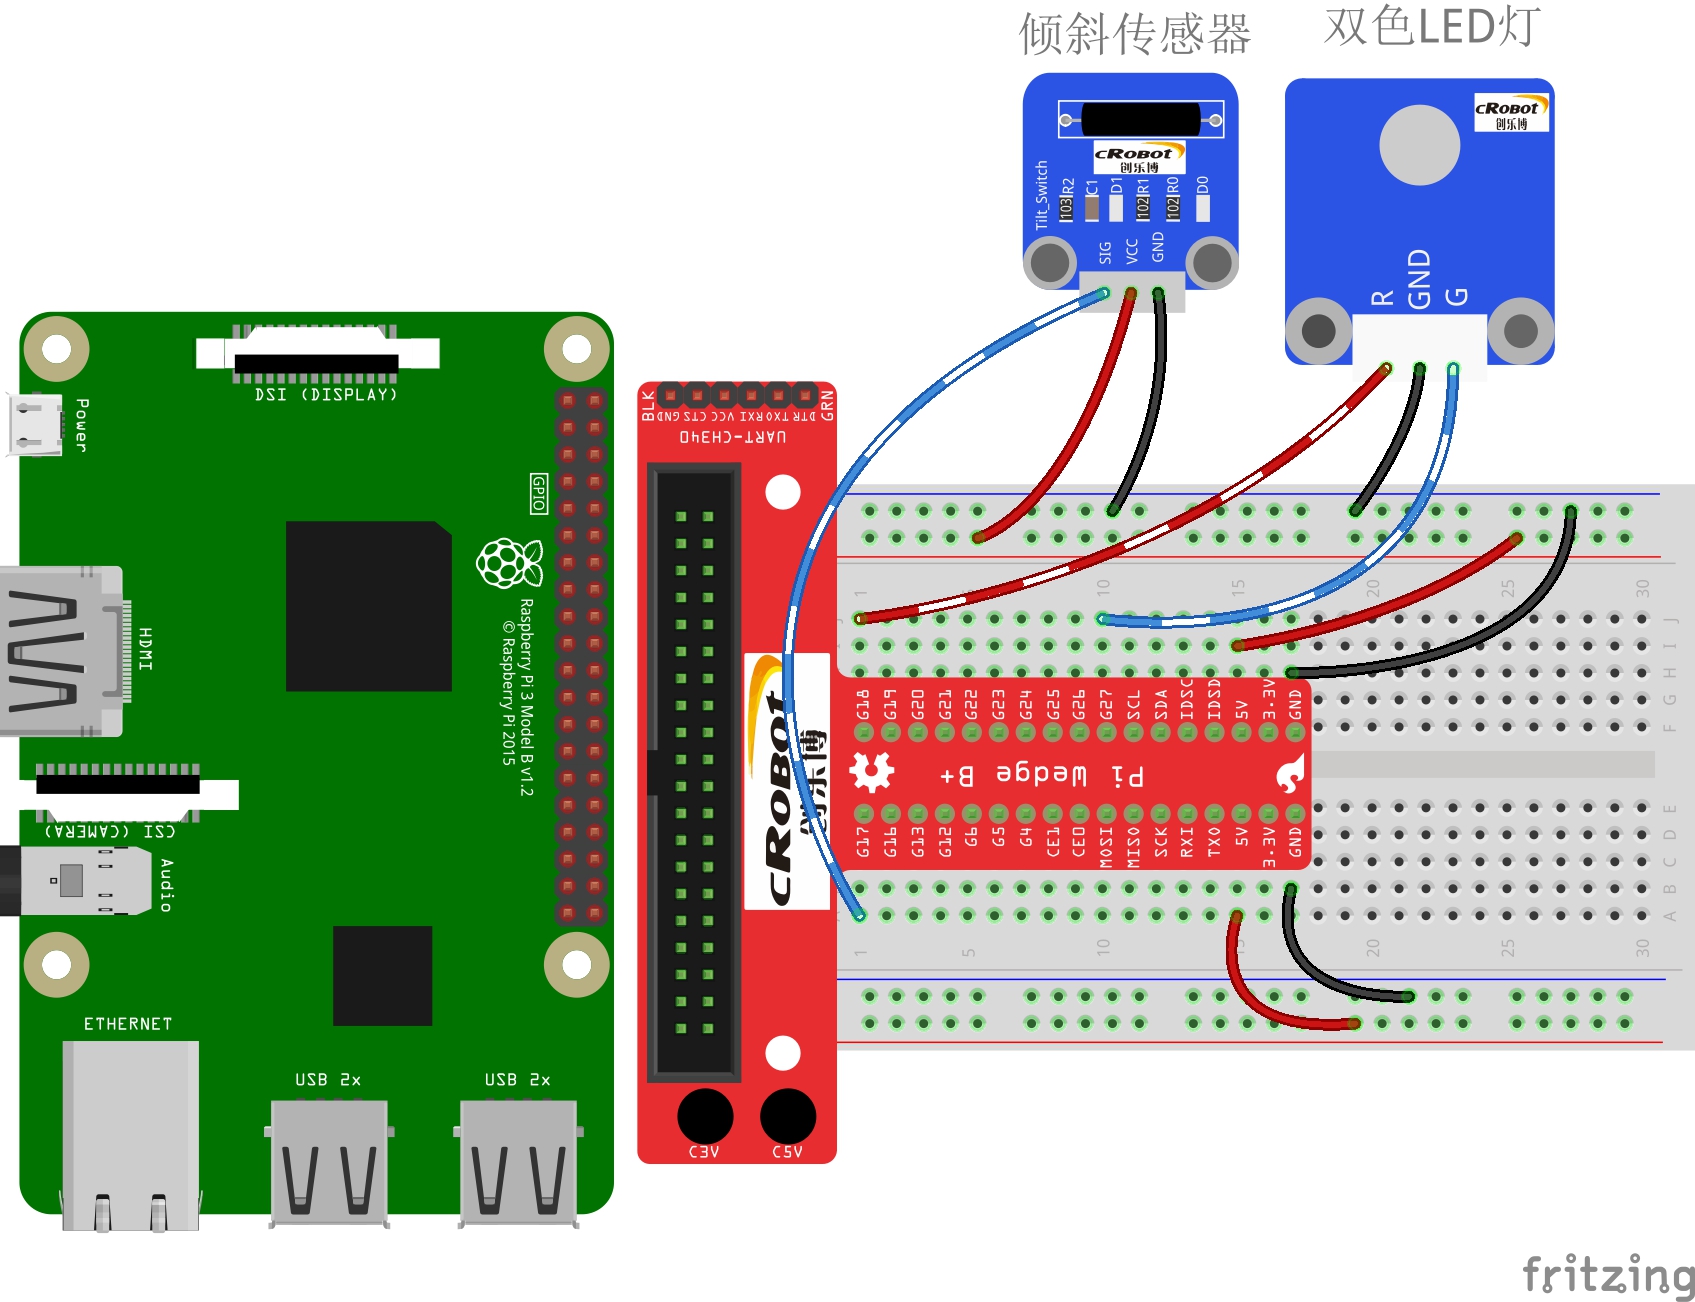 倾斜传感器
双色LED灯
cRobot
创乐博
cRobot
创乐博
Tilt_Switch
103 R2
C1
D1
102 R1
102 R0
D0
SIG
VCC
GND
R
GND
G
DSI (DISPLAY)
Power
GPIO
HDMI
Raspberry Pi 3 Model B v1.2
© Raspberry Pi 2015
CSI (CAMERA)
Audio
ETHERNET
USB 2x
USB 2x
BLK
GND
CTS
VCC
RXI
TXO
DTR
GRN
UART-CH340
cRobot
创乐博
C3V
C5V
1
10
15
20
25
30
J
I
H
G
F
G18
G19
G20
G21
G22
G23
G24
G25
G26
G27
SCL
SDA
IDSC
IDSD
5V
3.3V
GND
Pi Wedge B+
G17
G16
G13
G12
G6
G5
G4
CE1
CE0
MOSI
MISO
SCK
RXI
TXO
5V
3.3V
GND
E
D
C
B
A
1
5
10
15
20
25
30
fritzing